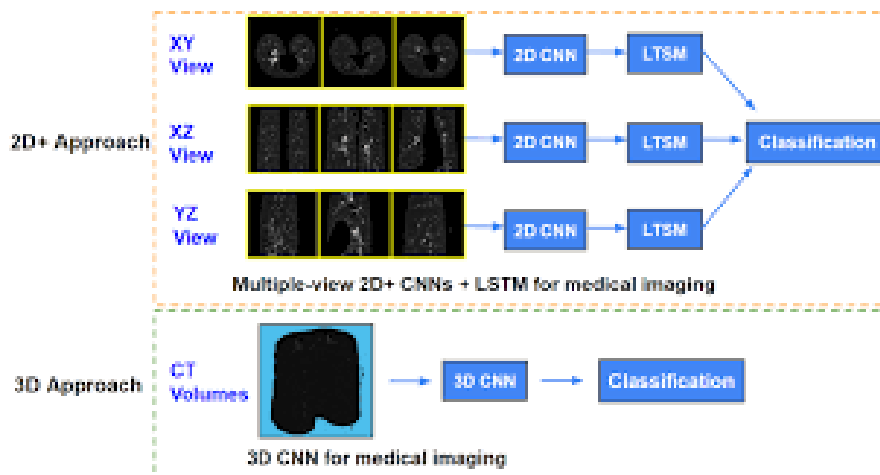 XY
View
2D CNN
LTSM
2D+ Approach
XZ
View
2D CNN
LTSM
Classification
YZ
View
2D CNN
LTSM
Multiple-view 2D+ CNNs + LSTM for medical imaging
3D Approach
CT
Volumes
3D CNN
Classification
3D CNN for medical imaging